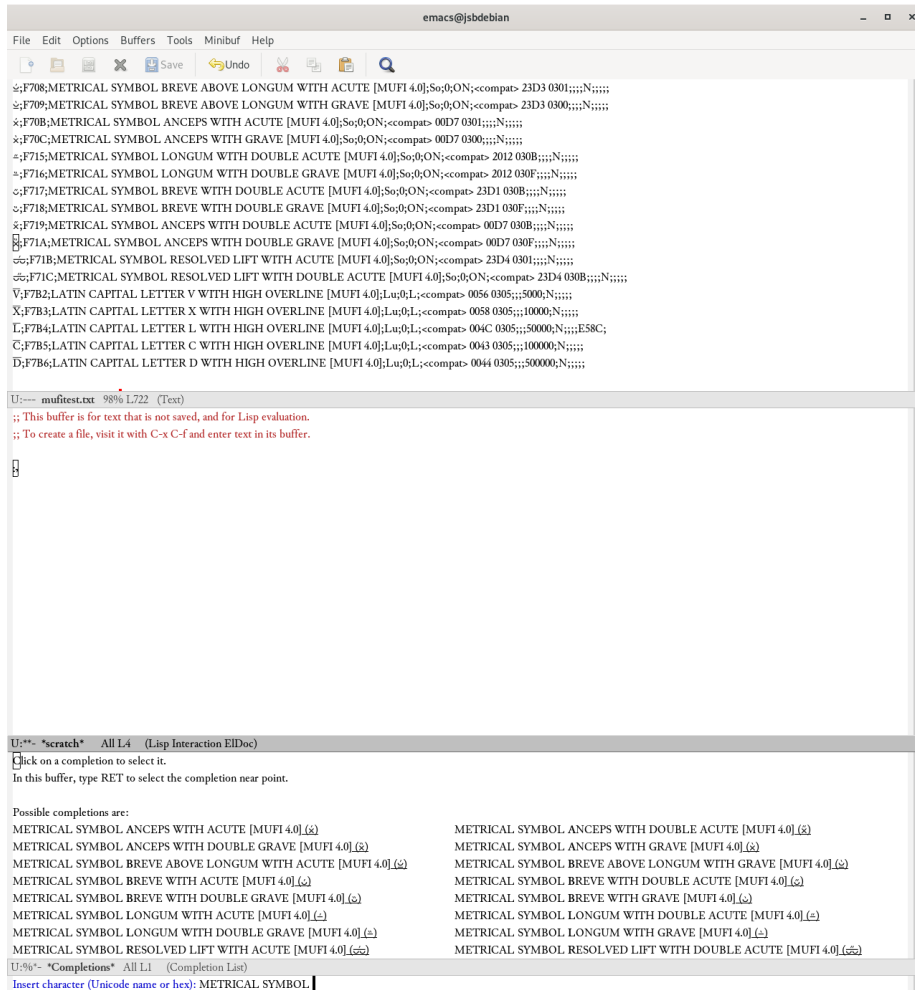 emacs@jsbdebian
File Edit Options Buffers Tools Minibuf Help
Save Undo
;F708;METRICAL SYMBOL BREVE ABOVE LONGUM WITH ACUTE [MUFI 4.0];So;0;ON;<compat> 23D3 0301;;;;N;;;;;
;F709;METRICAL SYMBOL BREVE ABOVE LONGUM WITH GRAVE [MUFI 4.0];So;0;ON;<compat> 23D3 0300;;;;N;;;;;
×́;F70B;METRICAL SYMBOL ANCEPS WITH ACUTE [MUFI 4.0];So;0;ON;<compat> 00D7 0301;;;;N;;;;;
×̀;F70C;METRICAL SYMBOL ANCEPS WITH GRAVE [MUFI 4.0];So;0;ON;<compat> 00D7 0300;;;;N;;;;;
;F715;METRICAL SYMBOL LONGUM WITH DOUBLE ACUTE [MUFI 4.0];So;0;ON;<compat> 2012 030B;;;;N;;;;;
;F716;METRICAL SYMBOL LONGUM WITH DOUBLE GRAVE [MUFI 4.0];So;0;ON;<compat> 2012 030F;;;;N;;;;;
;F717;METRICAL SYMBOL BREVE WITH DOUBLE ACUTE [MUFI 4.0];So;0;ON;<compat> 23D1 030B;;;;N;;;;;
;F718;METRICAL SYMBOL BREVE WITH DOUBLE GRAVE [MUFI 4.0];So;0;ON;<compat> 23D1 030F;;;;N;;;;;
×̋;F719;METRICAL SYMBOL ANCEPS WITH DOUBLE ACUTE [MUFI 4.0];So;0;ON;<compat> 00D7 030B;;;;N;;;;;
×̏;F71A;METRICAL SYMBOL ANCEPS WITH DOUBLE GRAVE [MUFI 4.0];So;0;ON;<compat> 00D7 030F;;;;N;;;;;
;F71B;METRICAL SYMBOL RESOLVED LIFT WITH ACUTE [MUFI 4.0];So;0;ON;<compat> 23D4 0301;;;;N;;;;;
;F71C;METRICAL SYMBOL RESOLVED LIFT WITH DOUBLE ACUTE [MUFI 4.0];So;0;ON;<compat> 23D4 030B;;;;N;;;;;
V̅;F7B2;LATIN CAPITAL LETTER V WITH HIGH OVERLINE [MUFI 4.0];Lu;0;L;<compat> 0056 0305;;;5000;N;;;;;
X̅;F7B3;LATIN CAPITAL LETTER X WITH HIGH OVERLINE [MUFI 4.0];Lu;0;L;<compat> 0058 0305;;;10000;N;;;;;
L̅;F7B4;LATIN CAPITAL LETTER L WITH HIGH OVERLINE [MUFI 4.0];Lu;0;L;<compat> 004C 0305;;;50000;N;;;;E58C;
C̅;F7B5;LATIN CAPITAL LETTER C WITH HIGH OVERLINE [MUFI 4.0];Lu;0;L;<compat> 0043 0305;;;100000;N;;;;;
D̅;F7B6;LATIN CAPITAL LETTER D WITH HIGH OVERLINE [MUFI 4.0];Lu;0;L;<compat> 0044 0305;;;500000;N;;;;;
U:--- mufitest.txt 98% L722 (Text)
;; This buffer is for text that is not saved, and for Lisp evaluation.
;; To create a file, visit it with C-x C-f and enter text in its buffer.
U:**- *scratch* All L4 (Lisp Interaction ElDoc)
Click on a completion to select it.
In this buffer, type RET to select the completion near point.
Possible completions are:
METRICAL SYMBOL ANCEPS WITH ACUTE [MUFI 4.0] (×́) METRICAL SYMBOL ANCEPS WITH DOUBLE ACUTE [MUFI 4.0] (×̋)
METRICAL SYMBOL ANCEPS WITH DOUBLE GRAVE [MUFI 4.0] (×̏) METRICAL SYMBOL ANCEPS WITH GRAVE [MUFI 4.0] (×̀)
METRICAL SYMBOL BREVE ABOVE LONGUM WITH ACUTE [MUFI 4.0] METRICAL SYMBOL BREVE ABOVE LONGUM WITH GRAVE [MUFI 4.0]
METRICAL SYMBOL BREVE WITH ACUTE [MUFI 4.0] METRICAL SYMBOL BREVE WITH DOUBLE ACUTE [MUFI 4.0]
METRICAL SYMBOL BREVE WITH DOUBLE GRAVE [MUFI 4.0] METRICAL SYMBOL BREVE WITH GRAVE [MUFI 4.0]
METRICAL SYMBOL LONGUM WITH ACUTE [MUFI 4.0] METRICAL SYMBOL LONGUM WITH DOUBLE ACUTE [MUFI 4.0]
METRICAL SYMBOL LONGUM WITH DOUBLE GRAVE [MUFI 4.0] METRICAL SYMBOL LONGUM WITH GRAVE [MUFI 4.0]
METRICAL SYMBOL RESOLVED LIFT WITH ACUTE [MUFI 4.0] METRICAL SYMBOL RESOLVED LIFT WITH DOUBLE ACUTE [MUFI 4.0]
U:%*- *Completions* All L1 (Completion List)
Insert character (Unicode name or hex): METRICAL SYMBOL